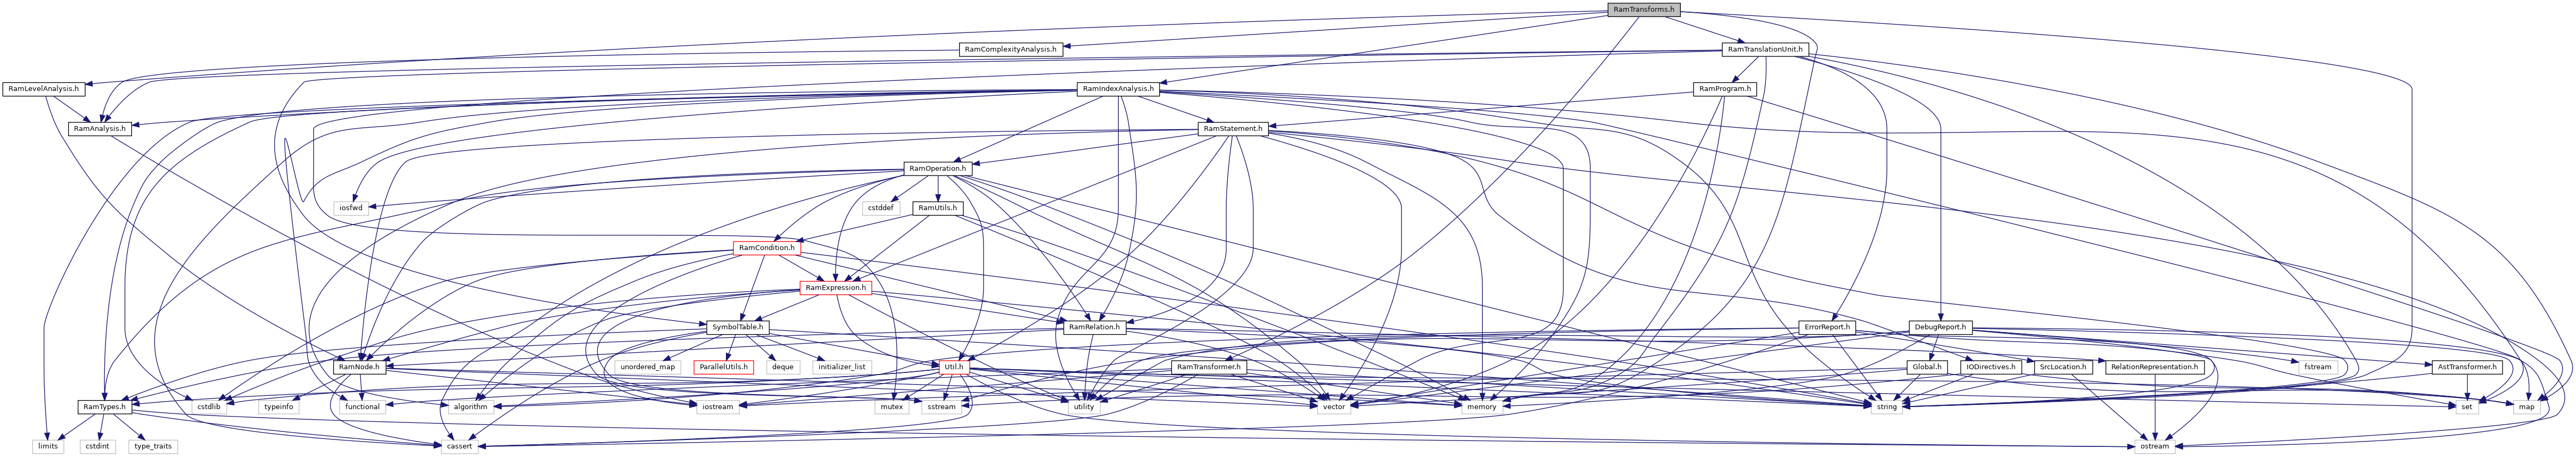 RamTransforms.h
RamComplexityAnalysis.h
RamTranslationUnit.h
RamLevelAnalysis.h
RamIndexAnalysis.h
RamProgram.h
RamAnalysis.h
RamStatement.h
RamOperation.h
iosfwd
cstddef
RamUtils.h
RamCondition.h
RamExpression.h
SymbolTable.h
RamRelation.h
ErrorReport.h
DebugReport.h
RamNode.h
unordered_map
ParallelUtils.h
deque
initializer_list
Util.h
RamTransformer.h
Global.h
IODirectives.h
SrcLocation.h
RelationRepresentation.h
fstream
AstTransformer.h
RamTypes.h
cstdlib
typeinfo
functional
algorithm
iostream
mutex
sstream
utility
vector
memory
string
set
map
limits
cstdint
type_traits
cassert
ostream